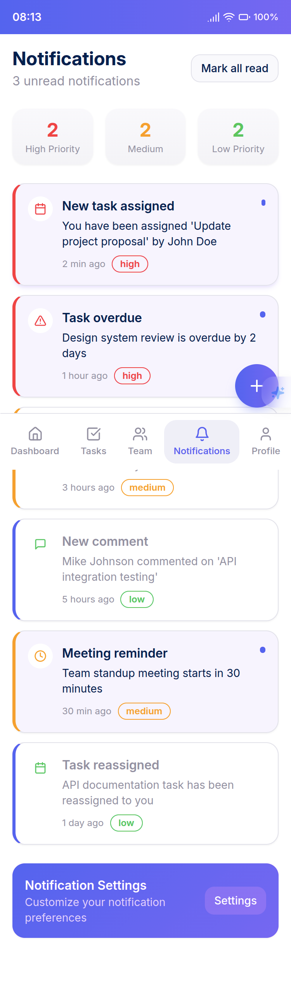 08:13
100%
Notifications
3 unread notifications
Mark all read
2
High Priority
2
Medium
2
Low Priority
New task assigned
You have been assigned 'Update
project proposal' by John Doe
2 min ago
high
Task overdue
Design system review is overdue by 2
days
1 hour ago
high
Dashboard
Tasks
Team
Notifications
Profile
3 hours ago
medium
New comment
Mike Johnson commented on 'API
integration testing'
5 hours ago
low
Meeting reminder
Team standup meeting starts in 30
minutes
30 min ago
medium
Task reassigned
API documentation task has been
reassigned to you
1 day ago
low
Notification Settings
Customize your notification
preferences
Settings